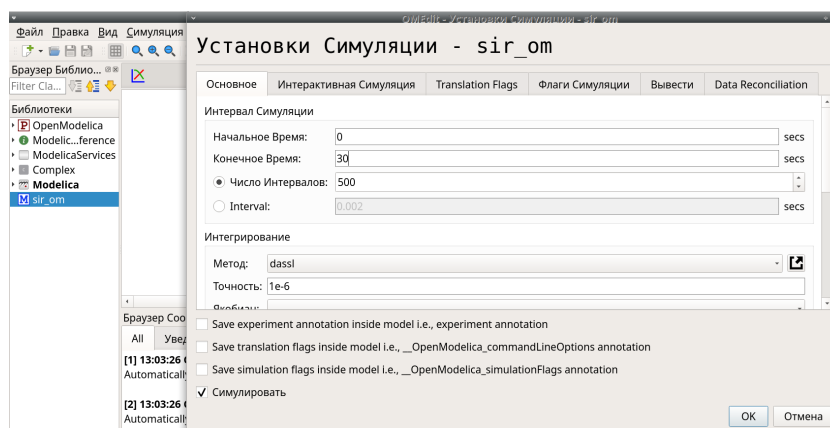 OMEdit - Установки Симуляции - sir_om
Файл Правка Вид Симуляция
Браузер Библио...
Filter Cla...
Библиотеки
OpenModelica
Modelic...ference
ModelicaServices
Complex
Modelica
sir_om
Установки Симуляции - sir_om
Основное Интерактивная Симуляция Translation Flags Флаги Симуляции Вывести Data Reconciliation
Интервал Симуляции
Начальное Время: 0 secs
Конечное Время: 30 secs
Число Интервалов: 500
Interval: 0.002 secs
Интегрирование
Метод: dassl
Точность: 1e-6
Якобиан:
Save experiment annotation inside model i.e., experiment annotation
Save translation flags inside model i.e., __OpenModelica_commandLineOptions annotation
Save simulation flags inside model i.e., __OpenModelica_simulationFlags annotation
Симулировать
OK Отмена
Браузер Соо
All Увед
[1] 13:03:26
Automatically
[2] 13:03:26
Automatically